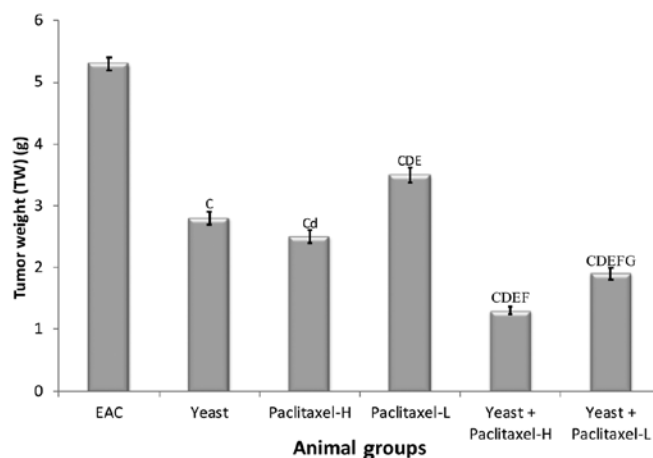 6
5
4
3
2
1
0
Tumor weight (TW) (g)
C
Cd
CDE
CDEF
CDEFG
EAC
Yeast
Paclitaxel-H
Paclitaxel-L
Yeast +
Paclitaxel-H
Yeast +
Paclitaxel-L
Animal groups